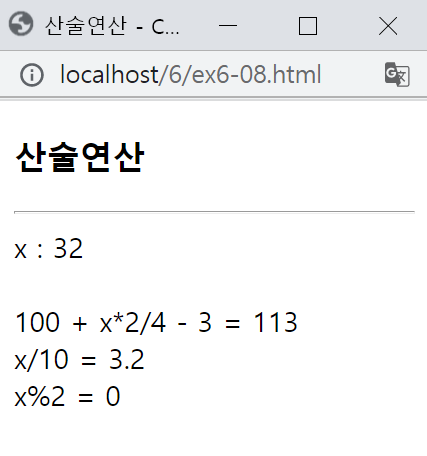 산술연산 - C...
localhost/6/ex6-08.html
산술연산
x : 32
100 + x*2/4 - 3 = 113
x/10 = 3.2
x%2 = 0